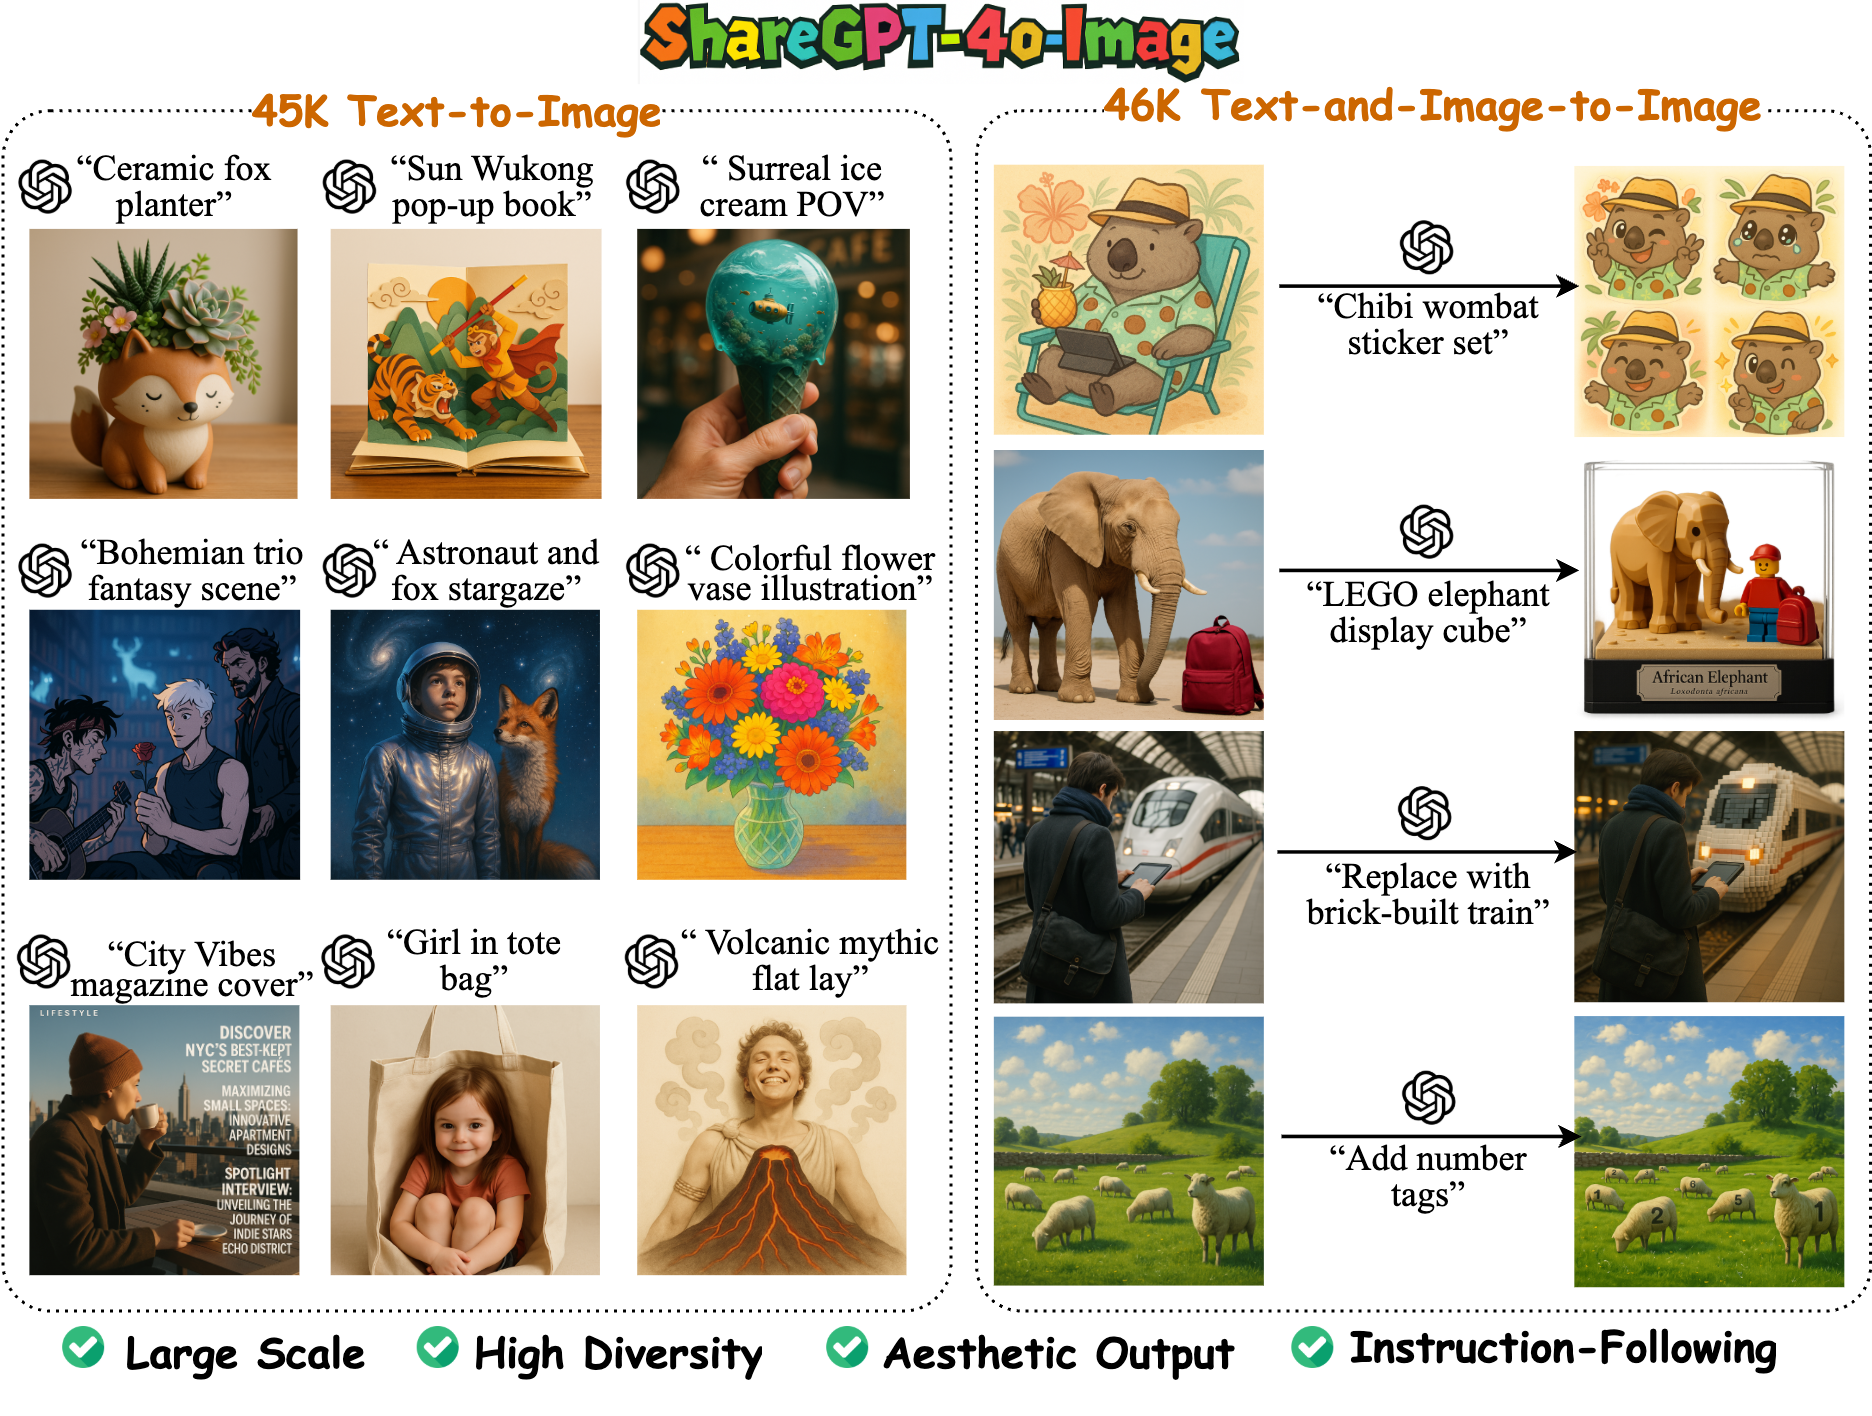 ShareGPT-4o-Image
45K Text-to-Image
“Ceramic fox
planter”
“Sun Wukong
pop-up book”
“ Surreal ice
cream POV”
CAFE
“Bohemian trio
fantasy scene”
“ Astronaut and
fox stargaze”
“ Colorful flower
vase illustration”
“City Vibes
magazine cover”
“Girl in tote
bag”
“ Volcanic mythic
flat lay”
LIFESTYLE
DISCOVER
NYC'S BEST-KEPT
SECRET CAFÉS
MAXIMIZING
SMALL SPACES:
INNOVATIVE
APARTMENT
DESIGNS
SPOTLIGHT
INTERVIEW:
UNVEILING THE
JOURNEY OF
INDIE STARS
ECHO DISTRICT
46K Text-and-Image-to-Image
“Chibi wombat
sticker set”
“LEGO elephant
display cube”
African Elephant
Loxodonta africana
“Replace with
brick-built train”
“Add number
tags”
1
2
6
5
1
Large Scale
High Diversity
Aesthetic Output
Instruction-Following